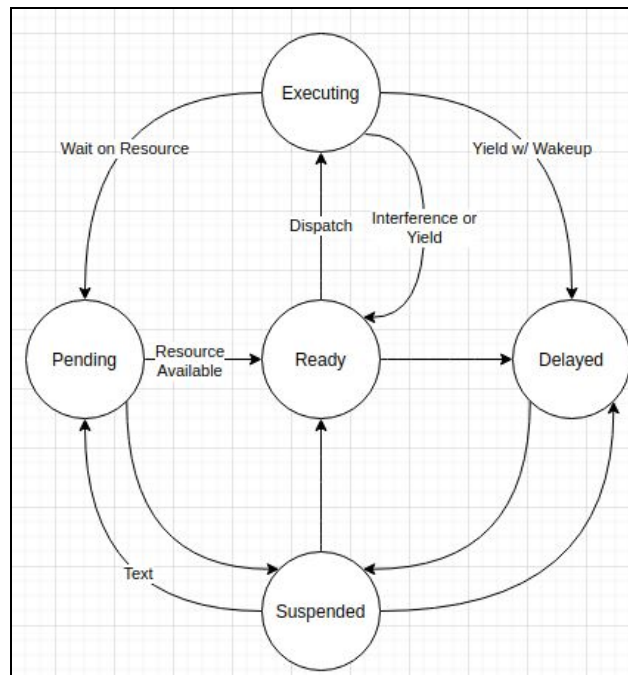 Executing
Wait on Resource
Yield w/ Wakeup
Dispatch
Interference or
Yield
Pending
Resource
Available
Ready
Delayed
Text
Suspended